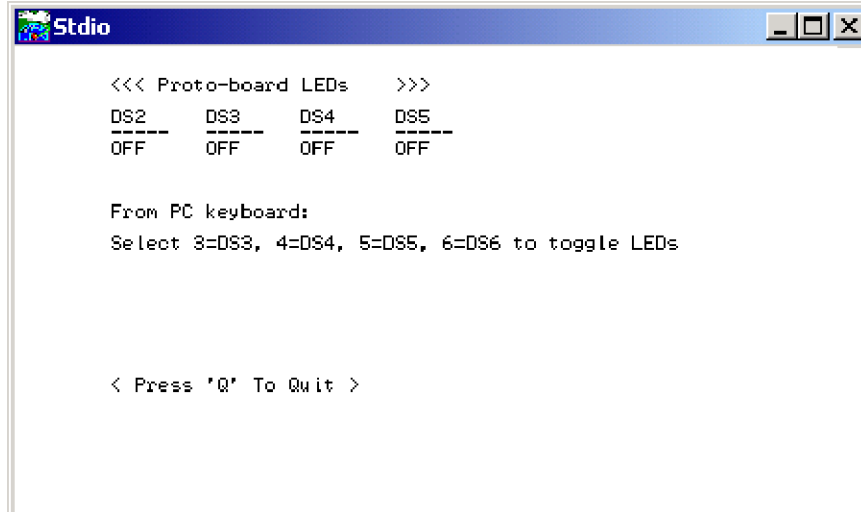 Stdio
<<< Proto-board LEDs >>>
DS2 DS3 DS4 DS5
----- ----- ----- -----
OFF OFF OFF OFF
From PC keyboard:
Select 3=DS3, 4=DS4, 5=DS5, 6=DS6 to toggle LEDs
< Press 'Q' To Quit >